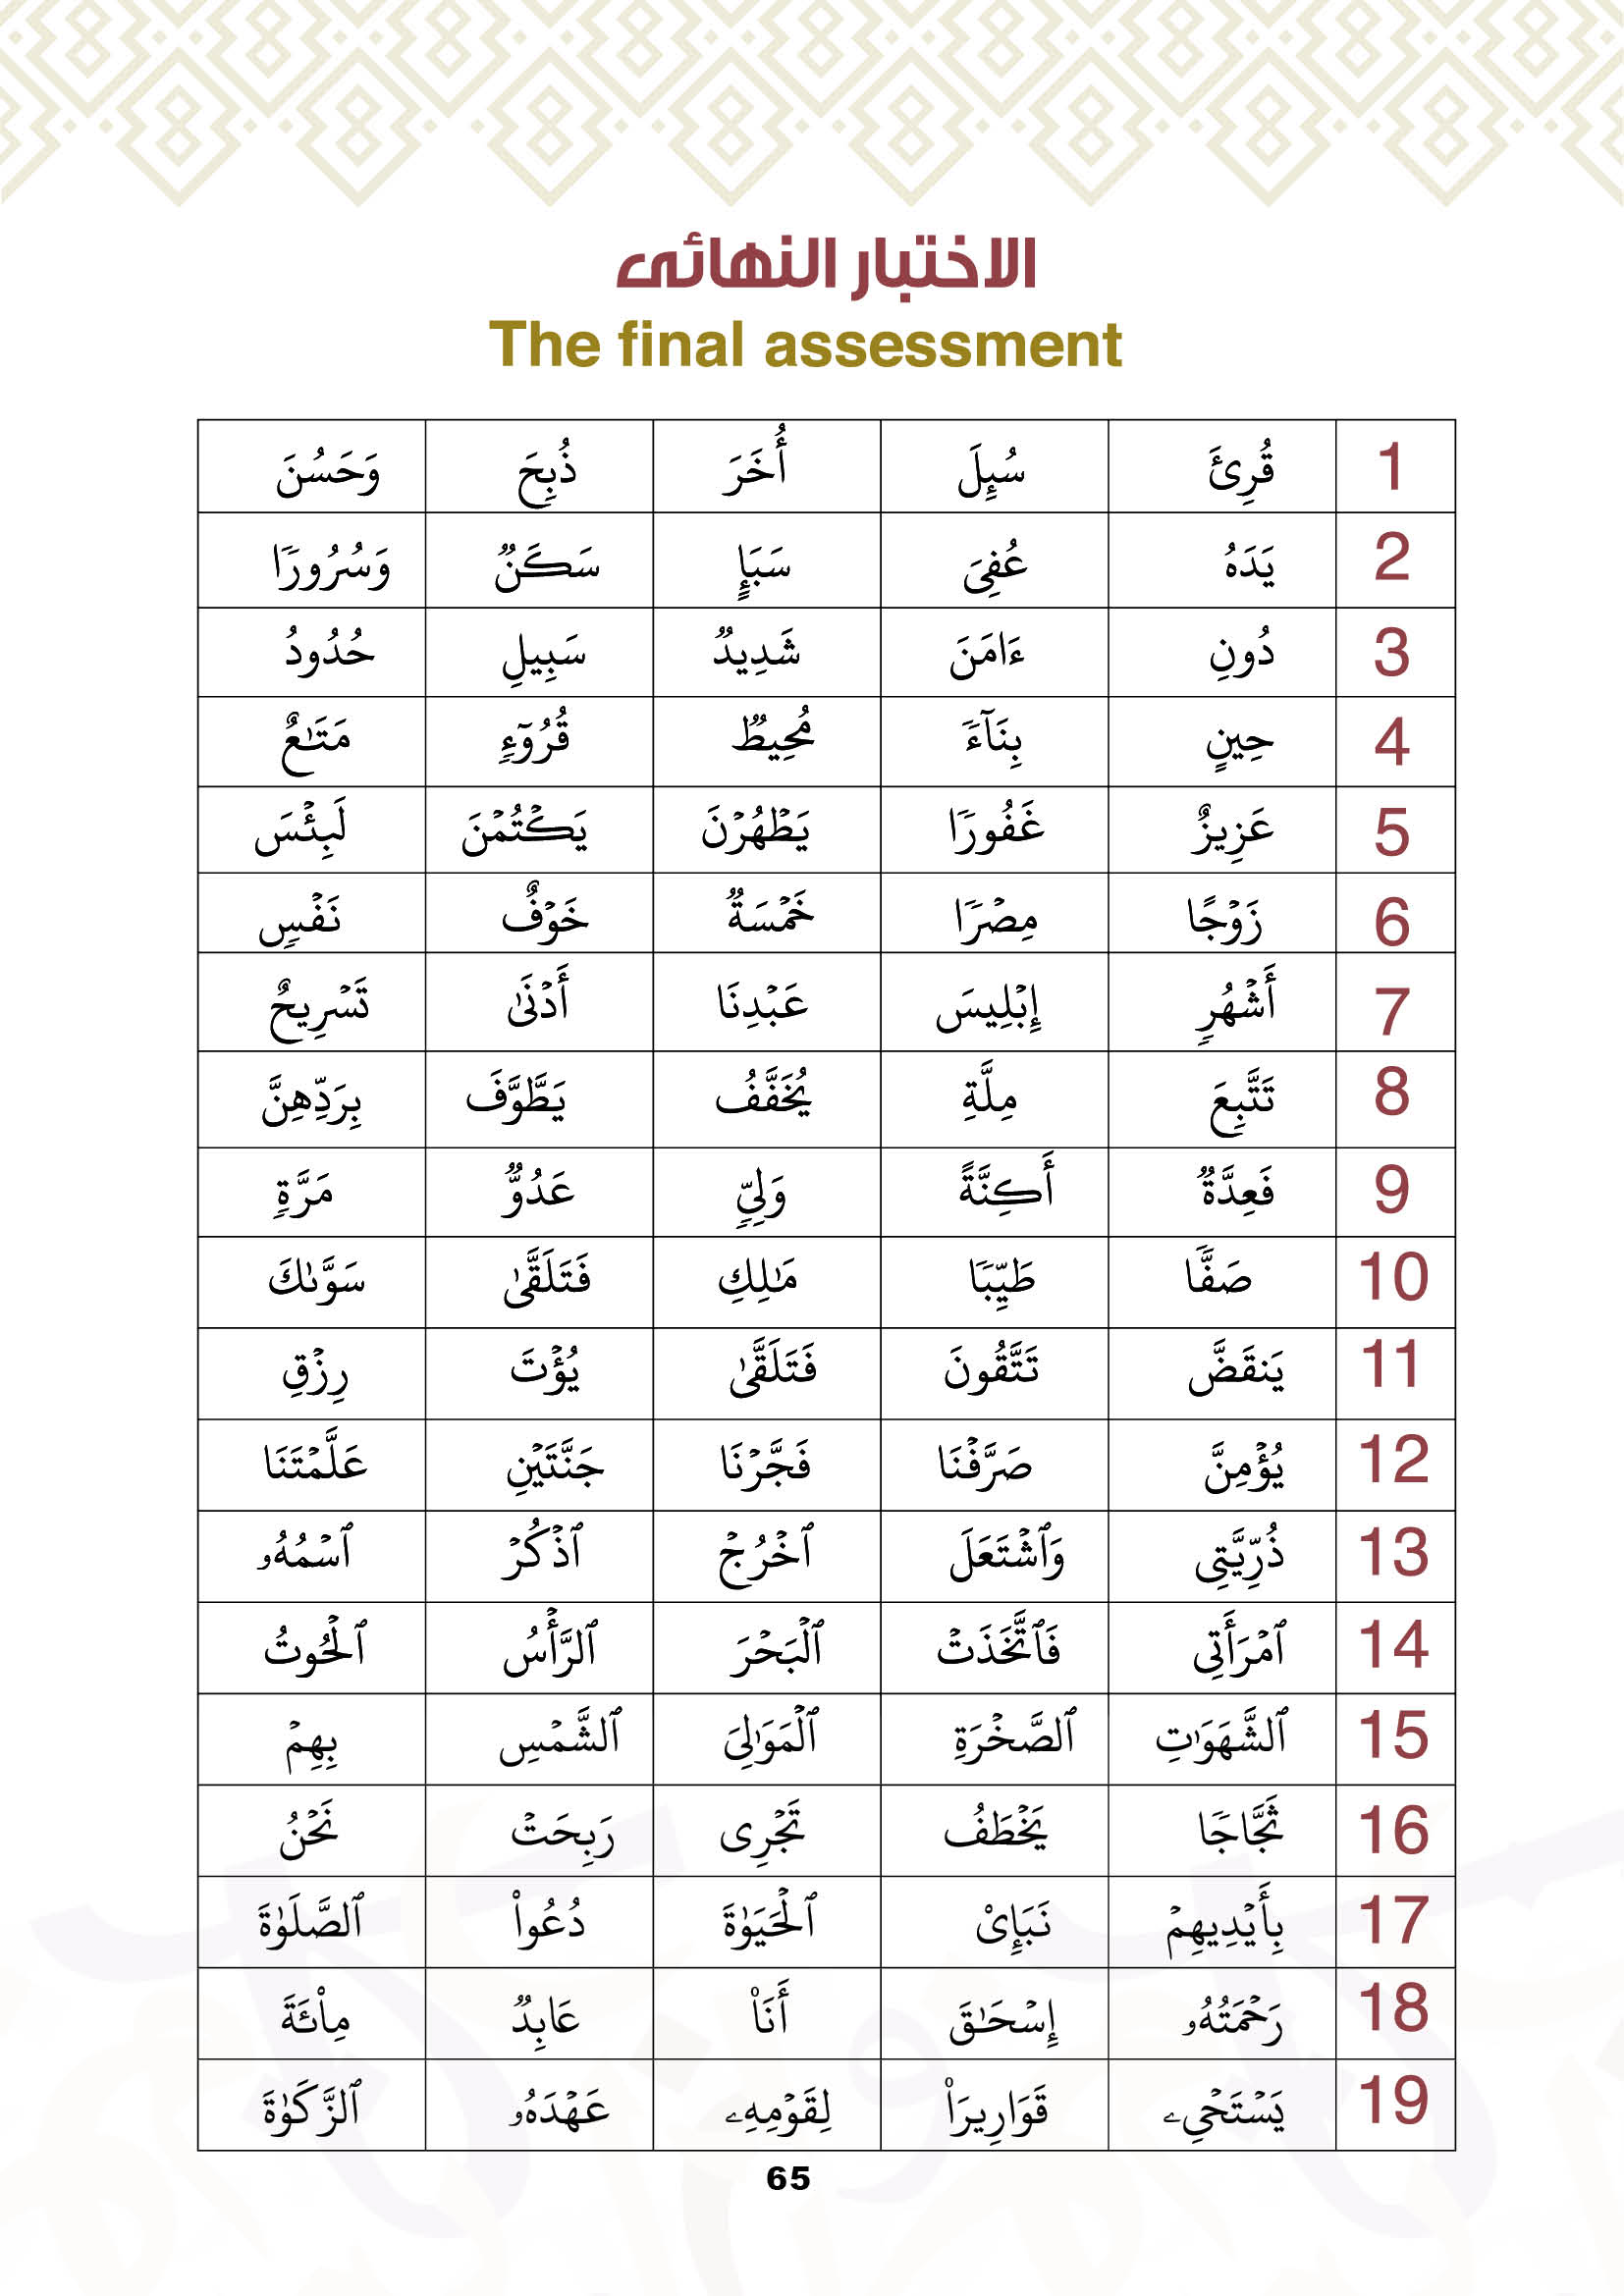 الاختبار النهائى
The final assessment
1 قُرِئَ سُئِلَ أُخَرَ ذُبِحَ وَحَسُنَ
2 يَدَهُ عُفِىَ سَبَإٍ سَكَنٌ وَسُرُورًا
3 دُونِ ءَامَنَ شَدِيدٌ سَبِيلِ حُدُودُ
4 حِينٍ بِنَآءً مُحِيطٌ قُرُوٓءٍ مَتَـٰعٌ
5 عَزِيزٌ غَفُورًا يَطۡهُرۡنَ يَكۡتُمۡنَ لَبِئۡسَ
6 زَوۡجًا مِصۡرًا خَمۡسَةٌ خَوۡفٌ نَفۡسٍ
7 أَشۡهُرٍ إِبۡلِيسَ عَبۡدِنَا أَدۡنَىٰ تَسۡرِيحٌ
8 تَتَّبِعَ مِلَّةِ يُخَفَّفُ يَطَّوَّفَ بِرَدِّهِنَّ
9 فَعِدَّةٌ أَكِنَّةً وَلِىٍّ عَدُوٌّ مَرَّةٍ
10 صَفًّا طَيِّبًا مَـٰلِكِ فَتَلَقَّىٰ سَوَّىٰكَ
11 يَنقَضَّ تَتَّقُونَ فَتَلَقَّىٰ يُؤۡتَ رِزۡقِ
12 يُؤۡمِنَّ صَرَّفۡنَا فَجَّرۡنَا جَنَّتَيۡنِ عَلَّمۡتَنَا
13 ذُرِّيَّتِى وَٱشۡتَعَلَ ٱخۡرُجۡ ٱذۡكُرۡ ٱسۡمُهُۥ
14 ٱمۡرَأَتِى فَٱتَّخَذَتۡ ٱلۡبَحۡرَ ٱلرَّأۡسُ ٱلۡحُوتُ
15 ٱلشَّهَوَٰتِ ٱلصَّخۡرَةِ ٱلۡمَوَٰلِىَ ٱلشَّمۡسِ بِهِمۡ
16 ثَجَّاجًا يَخۡطَفُ تَجۡرِى رَبِحَتۡ نَحۡنُ
17 بِأَيۡدِيهِمۡ نَبَإِىْ ٱلۡحَيَوٰةَ دُعُوا۟ ٱلصَّلَوٰةَ
18 رَحۡمَتُهُۥ إِسۡحَـٰقَ أَنَا۠ عَابِدٌ مِا۟ئَةَ
19 يَسۡتَحۡىِۦ قَوَارِيرَا۠ لِقَوۡمِهِۦ عَهۡدَهُۥ ٱلزَّكَوٰةَ
65